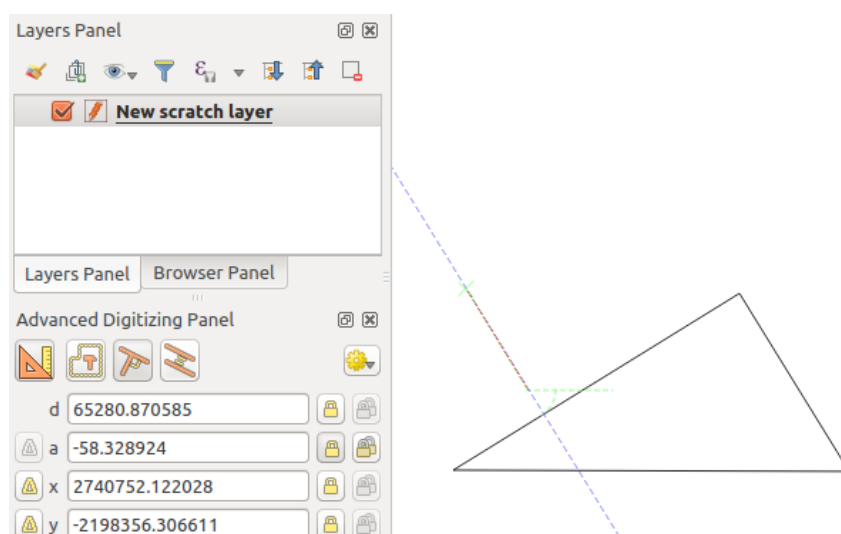 Layers Panel
New scratch layer
Layers Panel Browser Panel
Advanced Digitizing Panel
d 65280.870585
a -58.328924
x 2740752.122028
y -2198356.306611